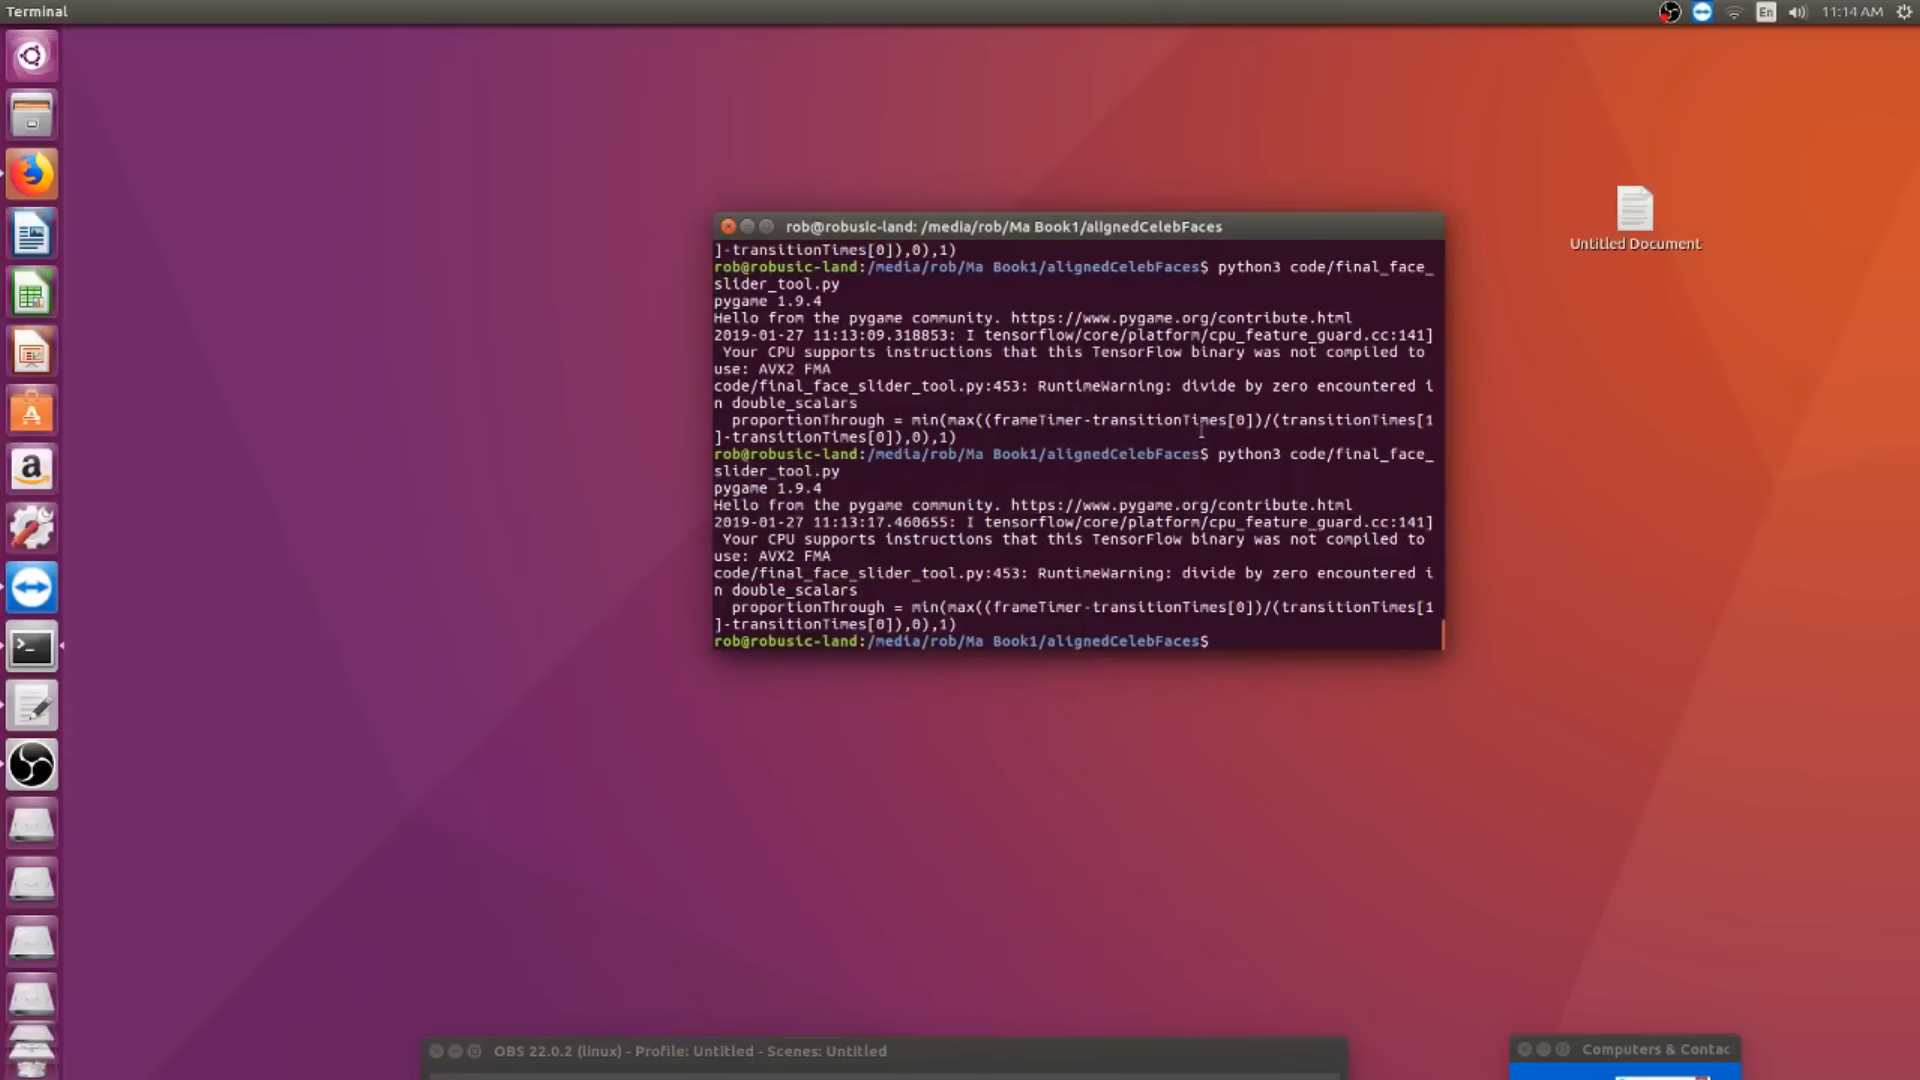 Terminal
En
11:14 AM
Untitled Document
rob@robusic-land: /media/rob/Ma Book1/alignedCelebFaces
]-transitionTimes[0]),0),1)
rob@robusic-land:/media/rob/Ma Book1/alignedCelebFaces$ python3 code/final_face_
slider_tool.py
pygame 1.9.4
Hello from the pygame community. https://www.pygame.org/contribute.html
2019-01-27 11:13:09.318853: I tensorflow/core/platform/cpu_feature_guard.cc:141]
Your CPU supports instructions that this TensorFlow binary was not compiled to
use: AVX2 FMA
code/final_face_slider_tool.py:453: RuntimeWarning: divide by zero encountered i
n double_scalars
proportionThrough = min(max((frameTimer-transitionTimes[0])/(transitionTimes[1
]-transitionTimes[0]),0),1)
rob@robusic-land:/media/rob/Ma Book1/alignedCelebFaces$ python3 code/final_face_
slider_tool.py
pygame 1.9.4
Hello from the pygame community. https://www.pygame.org/contribute.html
2019-01-27 11:13:17.460655: I tensorflow/core/platform/cpu_feature_guard.cc:141]
Your CPU supports instructions that this TensorFlow binary was not compiled to
use: AVX2 FMA
code/final_face_slider_tool.py:453: RuntimeWarning: divide by zero encountered i
n double_scalars
proportionThrough = min(max((frameTimer-transitionTimes[0])/(transitionTimes[1
]-transitionTimes[0]),0),1)
rob@robusic-land:/media/rob/Ma Book1/alignedCelebFaces$
OBS 22.0.2 (linux) - Profile: Untitled - Scenes: Untitled
Computers & Contac